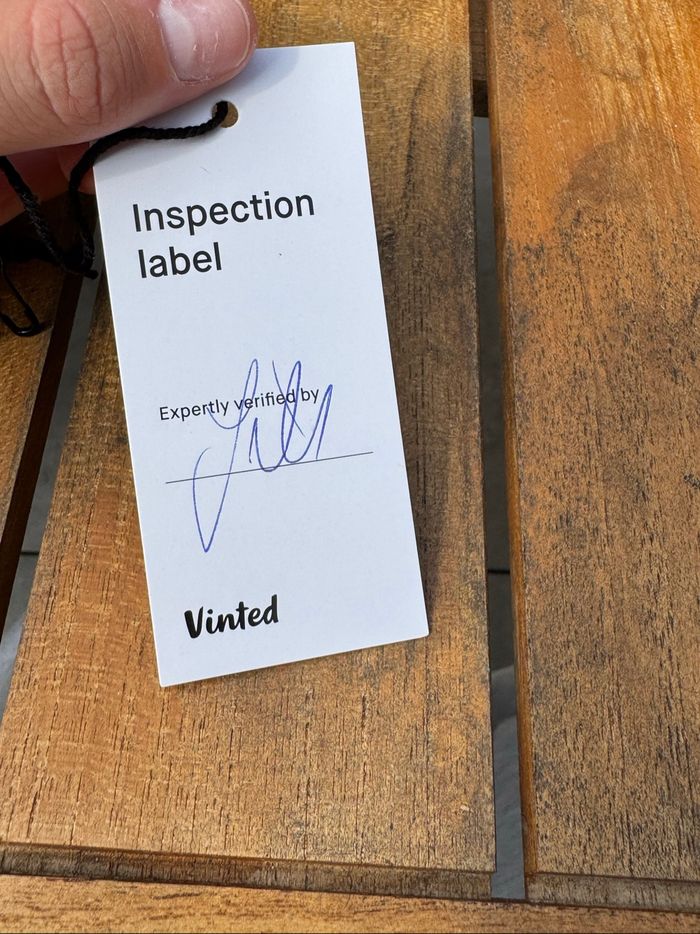 Inspection
label
Expertly verified by
Vinted